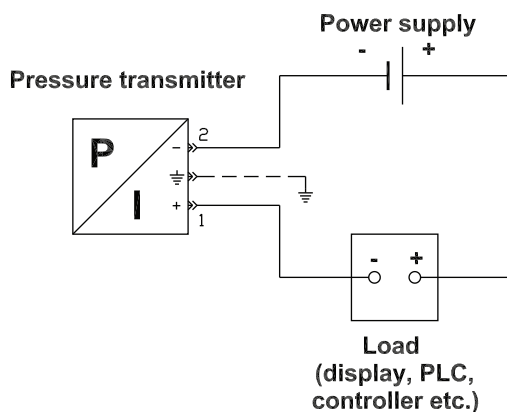 Power supply
- +
Pressure transmitter
2
P
-
I
+
1
- +
Load
(display, PLC,
controller etc.)